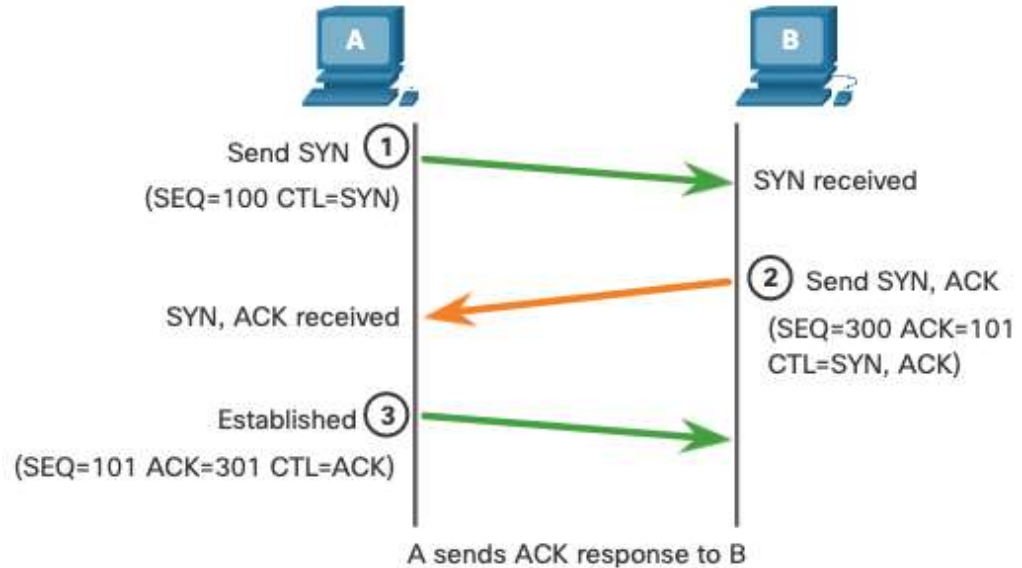 A
B
Send SYN 1
(SEQ=100 CTL=SYN)
SYN received
2 Send SYN, ACK
SYN, ACK received
(SEQ=300 ACK=101
CTL=SYN, ACK)
Established 3
(SEQ=101 ACK=301 CTL=ACK)
A sends ACK response to B